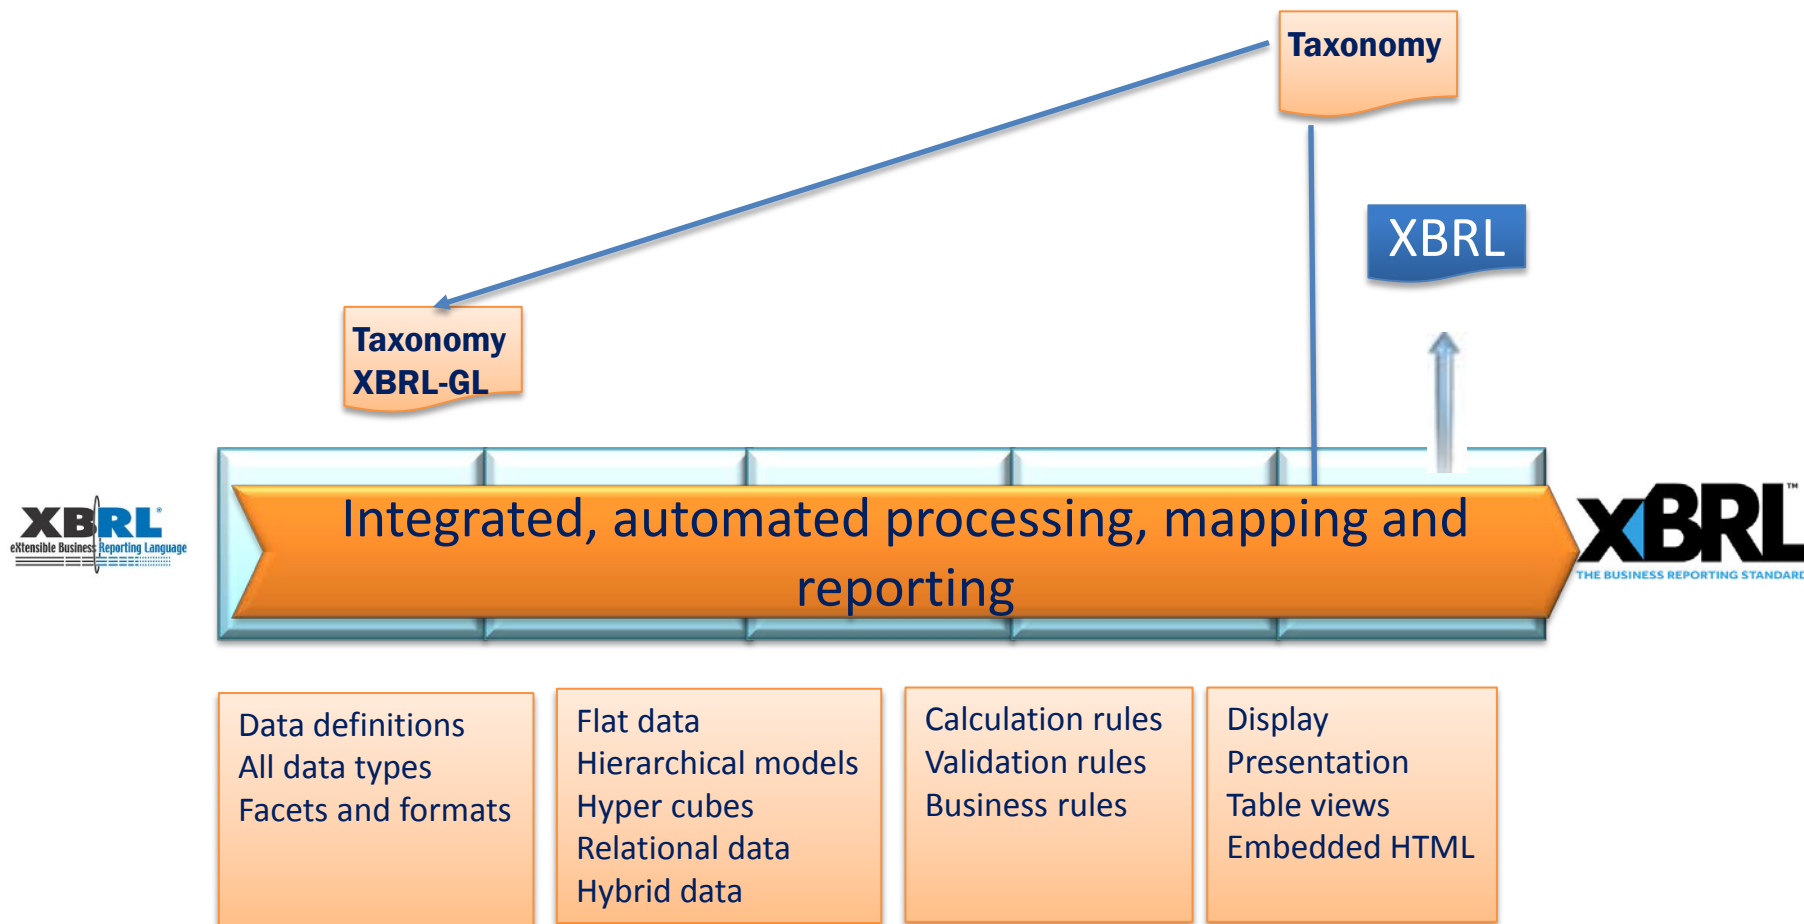 Taxonomy
XBRL
Taxonomy
XBRL-GL
XBRL®
eXtensible Business Reporting Language
Integrated, automated processing, mapping and
reporting
XBRL™
THE BUSINESS REPORTING STANDARD
Data definitions
All data types
Facets and formats
Flat data
Hierarchical models
Hyper cubes
Relational data
Hybrid data
Calculation rules
Validation rules
Business rules
Display
Presentation
Table views
Embedded HTML